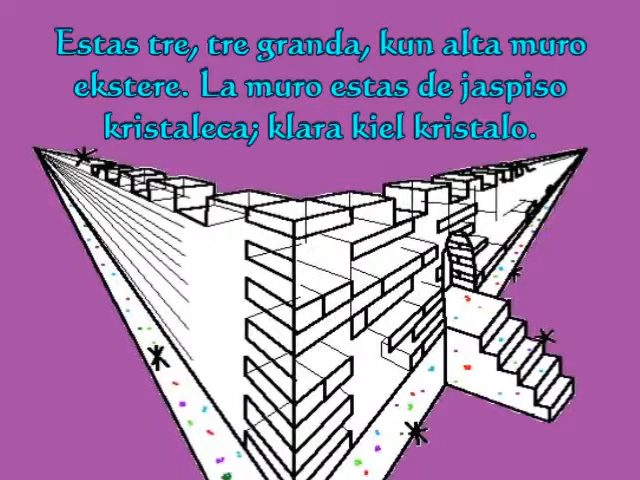 Estas tre, tre granda, kun alta muro
ekstere. La muro estas de jaspiso
kristaleca; klara kiel kristalo.